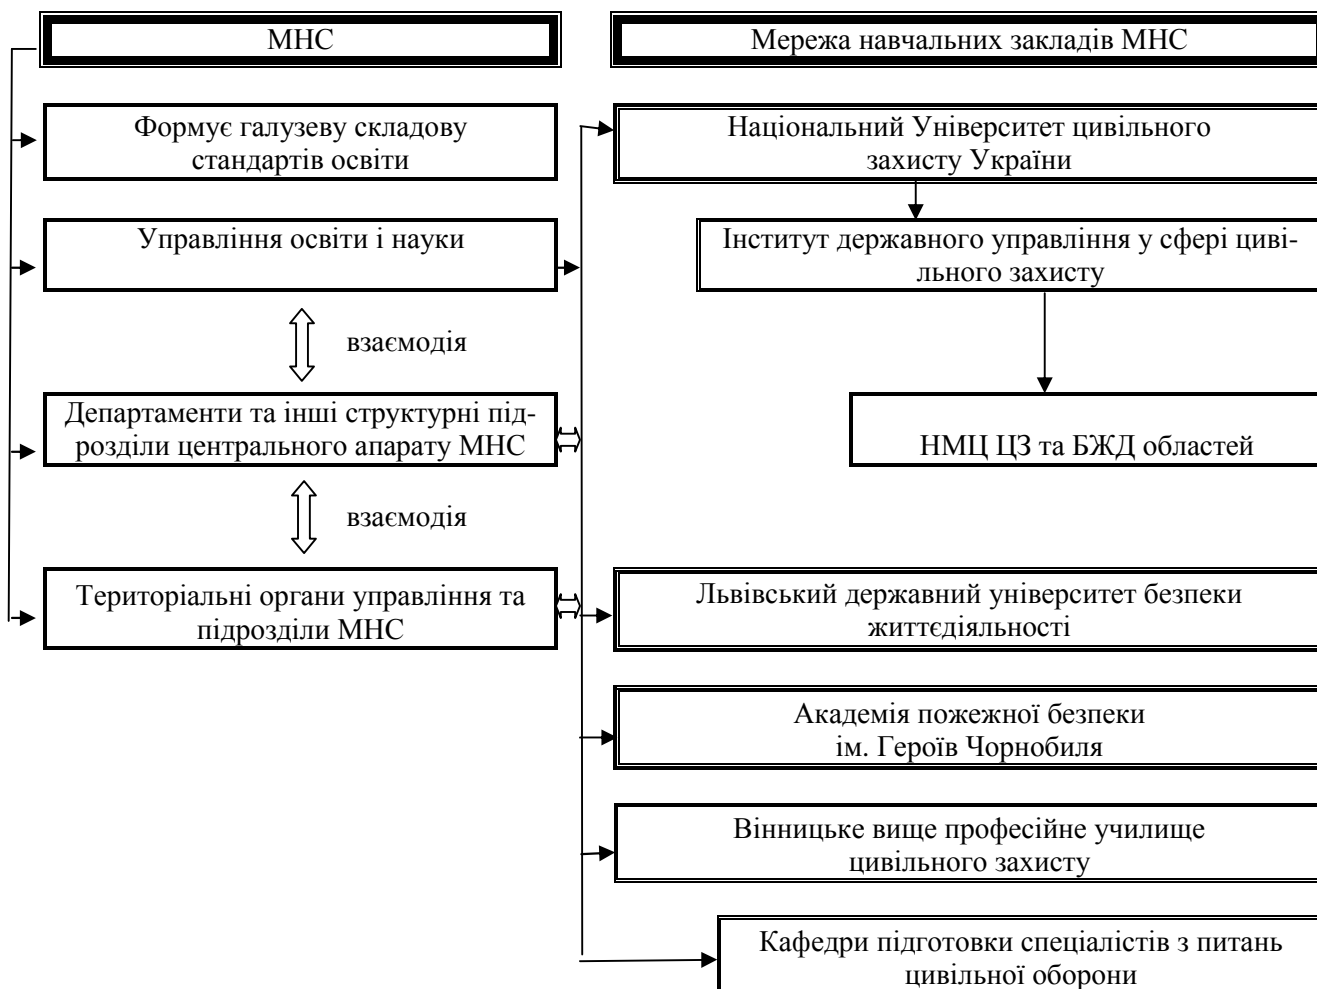 МНС
Мережа навчальних закладів МНС
Формує галузеву складову
стандартів освіти
Національний Університет цивільного
захисту України
Управління освіти і науки
Інститут державного управління у сфері циві-
льного захисту
взаємодія
Департаменти та інші структурні під-
розділи центрального апарату МНС
НМЦ ЦЗ та БЖД областей
взаємодія
Територіальні органи управління та
підрозділи МНС
Львівський державний університет безпеки
життєдіяльності
Академія пожежної безпеки
ім. Героїв Чорнобиля
Вінницьке вище професійне училище
цивільного захисту
Кафедри підготовки спеціалістів з питань
цивільної оборони